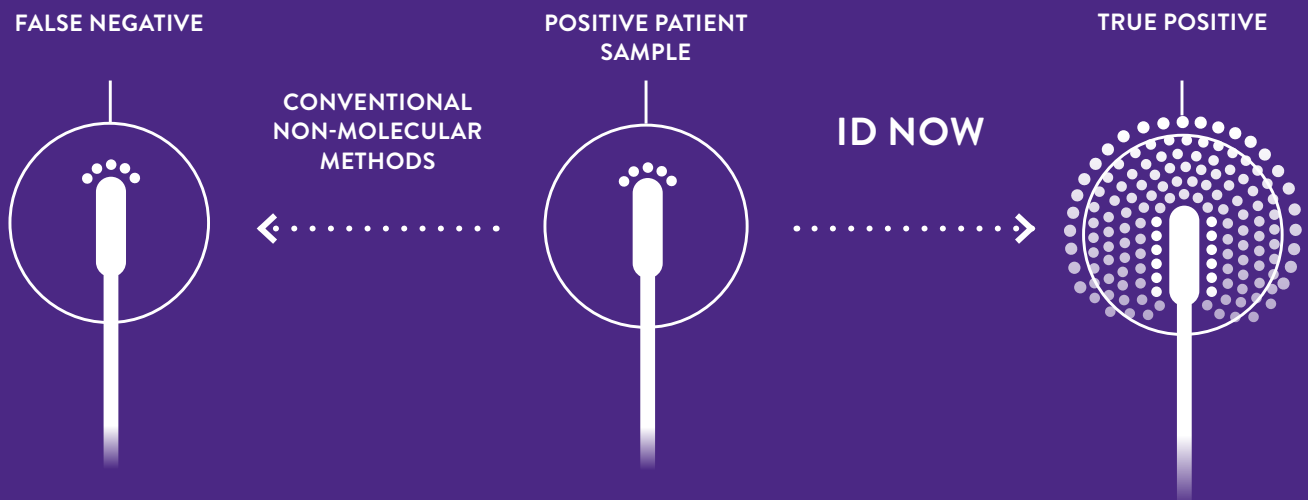 FALSE NEGATIVE
POSITIVE PATIENT
SAMPLE
TRUE POSITIVE
CONVENTIONAL
NON-MOLECULAR
METHODS
ID NOW